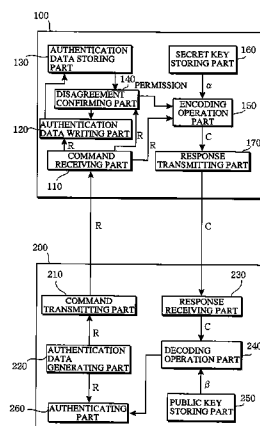 100
AUTHENTICATION
DATA STORING
PART
130
SECRET KEY
STORING PART
160
140
PERMISSION
DISAGREEMENT
CONFIRMING PART
ENCODING
OPERATION
PART
α
150
120
AUTHENTICATION
DATA WRITING PART
R
R
R
C
170
COMMAND
RECEIVING PART
RESPONSE
TRANSMITTING PART
110
R
C
200
210
230
COMMAND
TRANSMITTING PART
RESPONSE
RECEIVING PART
R
C
240
220
AUTHENTICATION
DATA
GENERATING PART
DECODING
OPERATION PART
R
β
250
260
AUTHENTICATING
PART
PUBLIC KEY
STORING PART